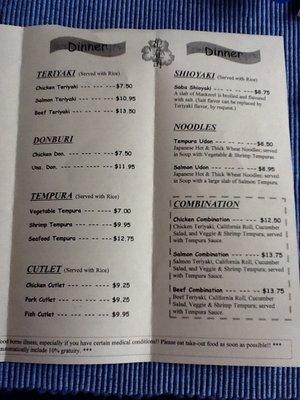 Dinner
TERIYAKI (Served with Rice)
Chicken Teriyaki --- --- ---$7.50
Salmon Teriyaki --- --- ---$10.95
Beef Teriyaki --- --- --- ---$13.50
DONBURI
Chicken Don. --- --- --- ---$7.50
Una. Don. --- --- --- --- ---$11.95
TEMPURA (Served with Rice)
Vegetable Tempura --- --- ---$7.00
Shrimp Tempura --- --- --- ---$9.95
Seafood Tempura --- --- ---$12.75
CUTLET (Served with Rice)
Chicken Cutlet --- --- --- ---$9.25
Pork Cutlet --- --- --- --- ---$9.25
Fish Cutlet --- --- --- --- ---$9.95
Dinner
SHIOYAKI (Served with Rice)
Saba Shioyaki --- --- --- --- ---$8.75
A slab of Mackerel is broiled and flavored
with salt. (Salt flavor can be replaced by
Teriyaki flavor, by request.)
NOODLES
Tempura Udon --- --- --- --- ---$8.50
Japanese Hot & Thick Wheat Noodles; served
in Soup with Vegetable & Shrimp Tempuras.
Salmon Udon --- --- --- --- ---$8.95
Japanese Hot & Thick Wheat Noodles; served
in Soup with a large slab of Salmon Tempura.
COMBINATION
Chicken Combination --- --- --- $12.50
Chicken Teriyaki, California Roll, Cucumber
Salad, and Veggie & Shrimp Tempura; served
with Tempura Sauce.
Salmon Combination --- --- --- $13.75
Salmon Teriyaki, California Roll, Cucumber
Salad, and Veggie & Shrimp Tempura; served
with Tempura Sauce.
Beef Combination --- --- --- ---$13.75
Beef Teriyaki, California Roll, Cucumber
Salad, Veggie & Shrimp Tempura; served
with Tempura Sauce.
food borne illness, especially if you have certain medical conditions!! Please eat take-out food as soon as possible!! ***
automatically include 10% gratuity. ***